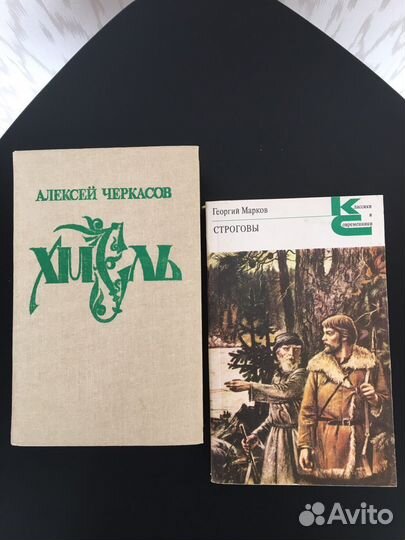 АЛЕКСЕЙ ЧЕРКАСОВ
ХМЕЛЬ
Георгий Марков
СТРОГОВЫ
Классики
и
Современники
Avito